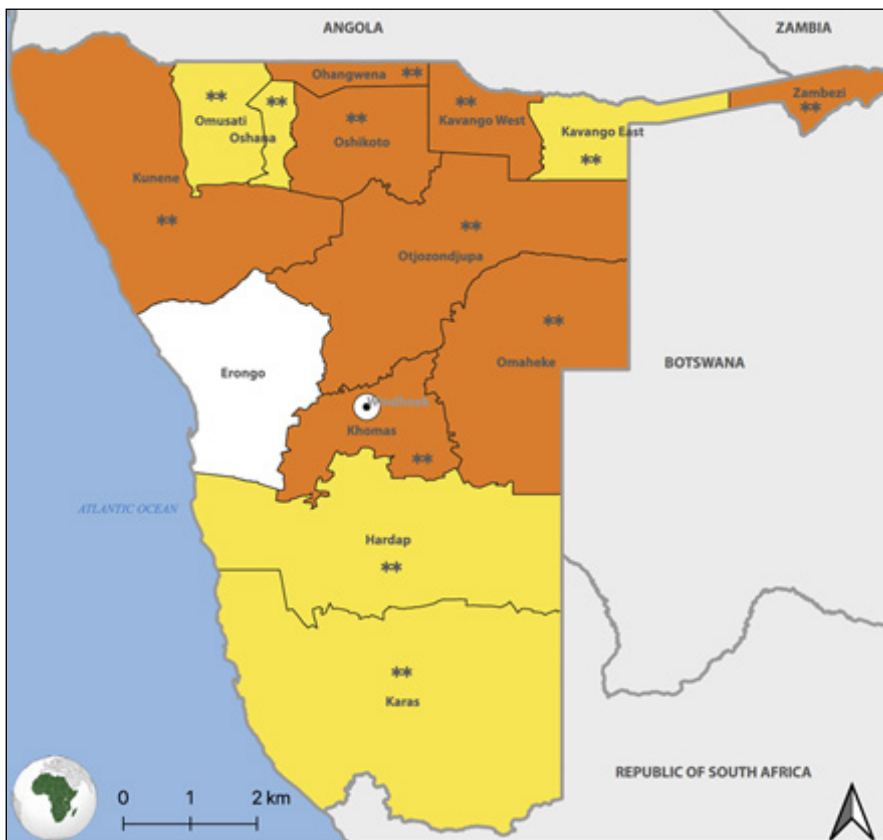 ANGOLA
ZAMBIA
Ohangwena **
Zambezi
**
**
Omusati
**
Oshana
**
Oshikoto
**
Kavango West
Kavango East
**
Kunene
**
**
Otjozondjupa
**
Omaheke
BOTSWANA
Erongo
Windhoek
Khomas
**
ATLANTIC OCEAN
Hardap
**
**
Karas
REPUBLIC OF SOUTH AFRICA
0 1 2 km